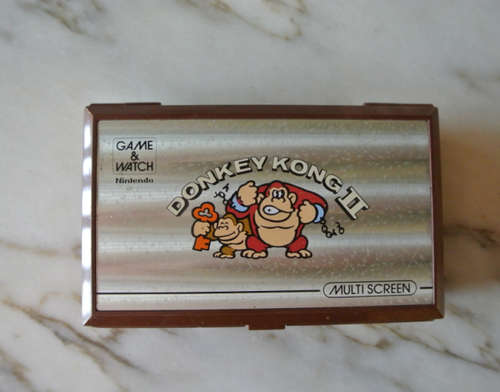 GAME
&
WATCH
Nintendo
DONKEY KONG II
MULTI SCREEN